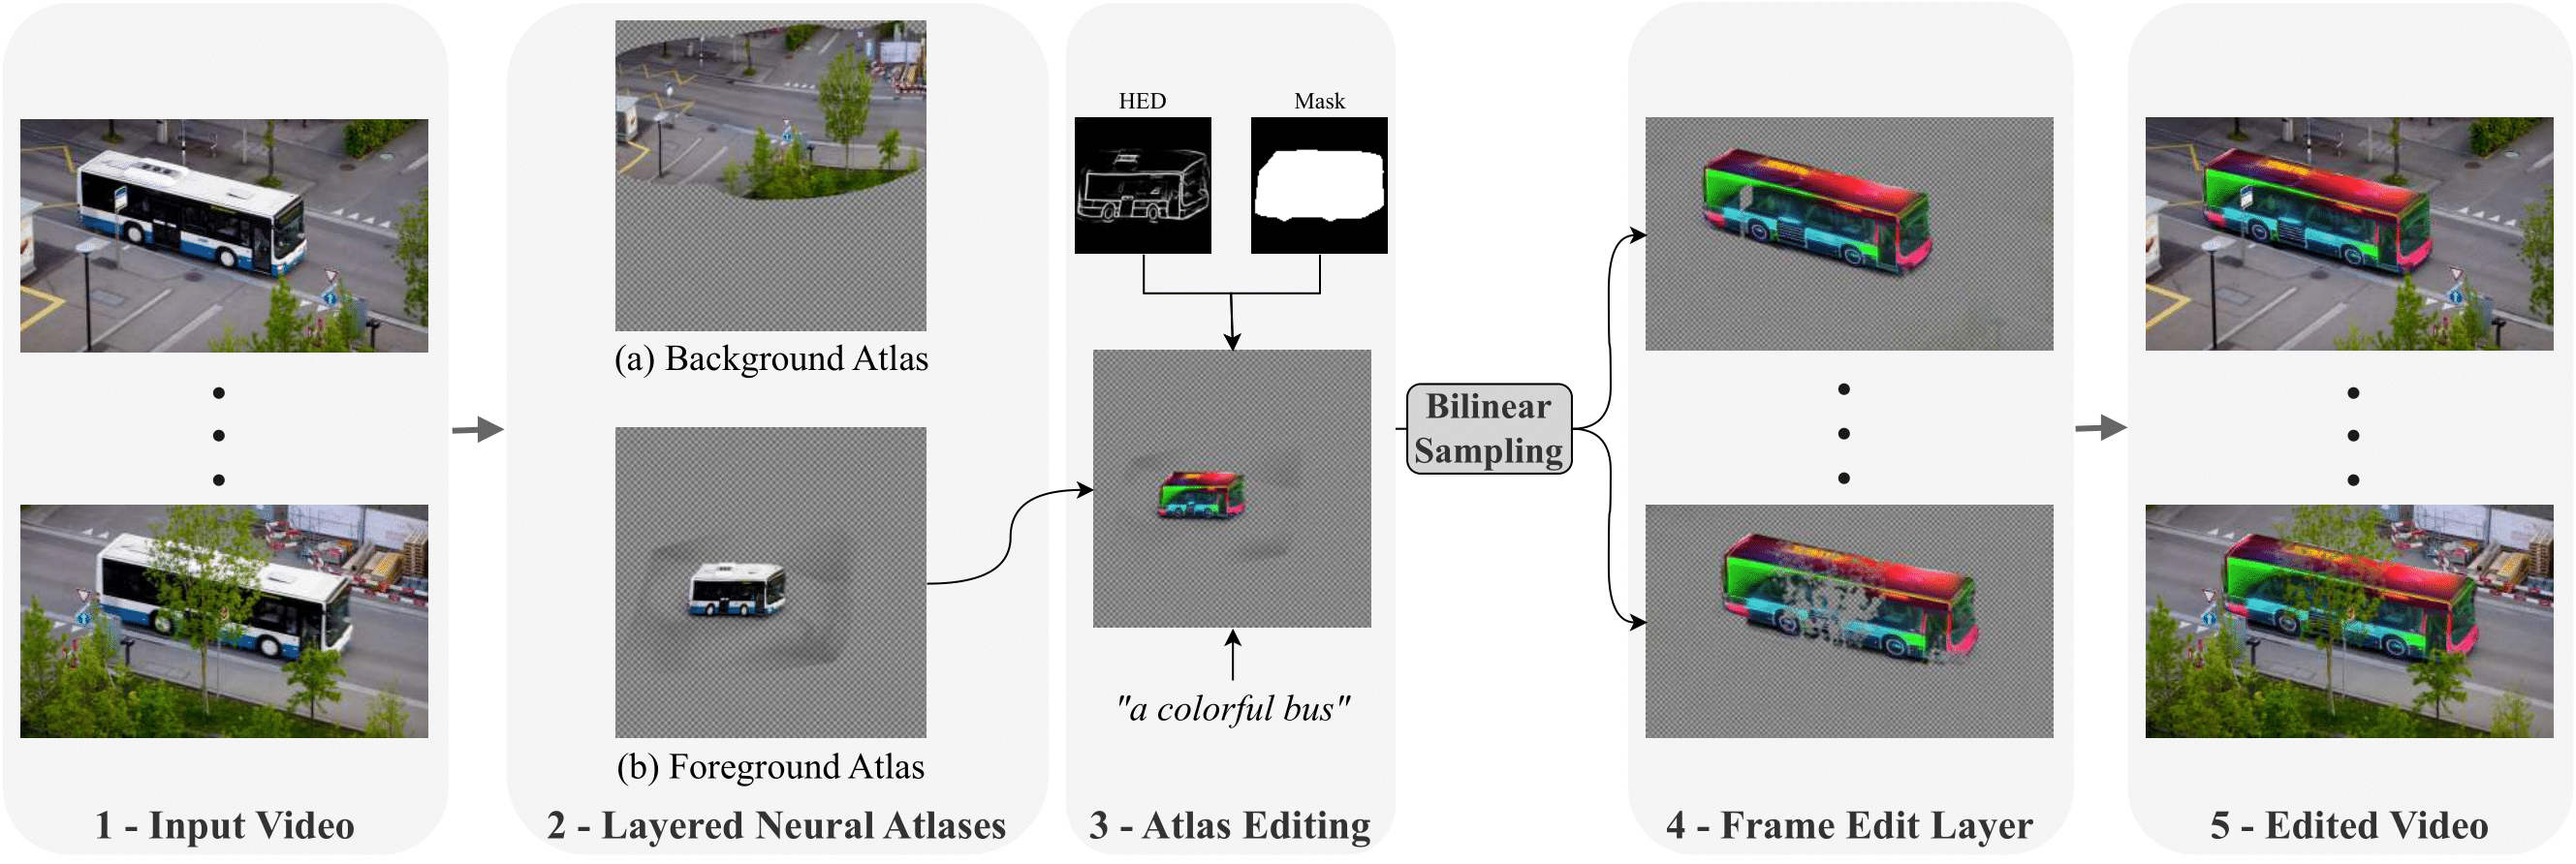 HED
Mask
(a) Background Atlas
(b) Foreground Atlas
"a colorful bus"
Bilinear
Sampling
1 - Input Video
2 - Layered Neural Atlases
3 - Atlas Editing
4 - Frame Edit Layer
5 - Edited Video